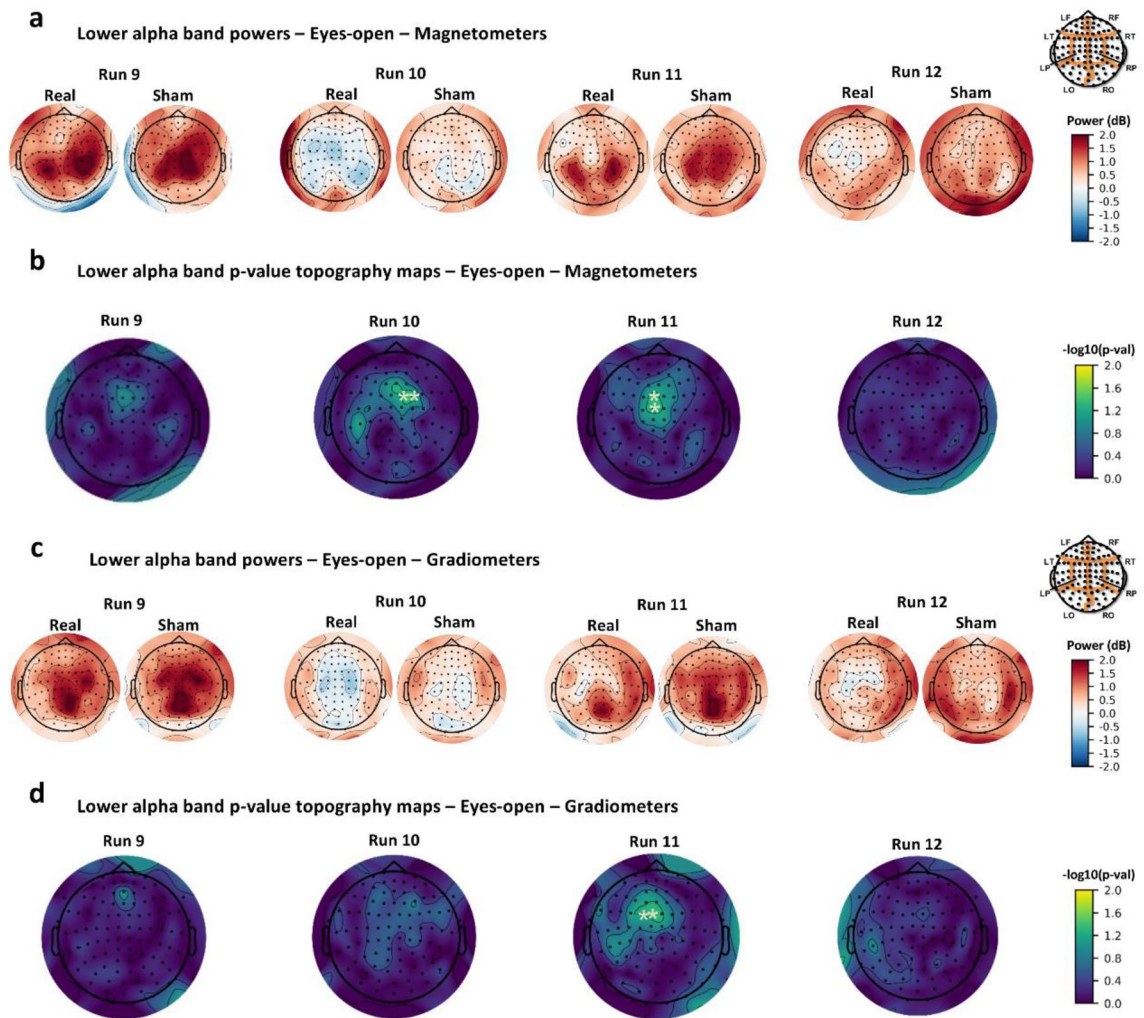 a
Lower alpha band powers – Eyes-open – Magnetometers
Run 9
Real Sham
Run 10
Real Sham
Run 11
Real Sham
Run 12
Real Sham
LF RF
LT RT
LP RP
LO RO
Power (dB)
2.0
1.5
1.0
0.5
0.0
-0.5
-1.0
-1.5
-2.0
b
Lower alpha band p-value topography maps – Eyes-open – Magnetometers
Run 9 Run 10 Run 11 Run 12
**
*
*
-log10(p-val)
2.0
1.6
1.2
0.8
0.4
0.0
c
Lower alpha band powers – Eyes-open – Gradiometers
Run 9
Real Sham
Run 10
Real Sham
Run 11
Real Sham
Run 12
Real Sham
LF RF
LT RT
LP RP
LO RO
Power (dB)
2.0
1.5
1.0
0.5
0.0
-0.5
-1.0
-1.5
-2.0
d
Lower alpha band p-value topography maps – Eyes-open – Gradiometers
Run 9 Run 10 Run 11 Run 12
**
-log10(p-val)
2.0
1.6
1.2
0.8
0.4
0.0